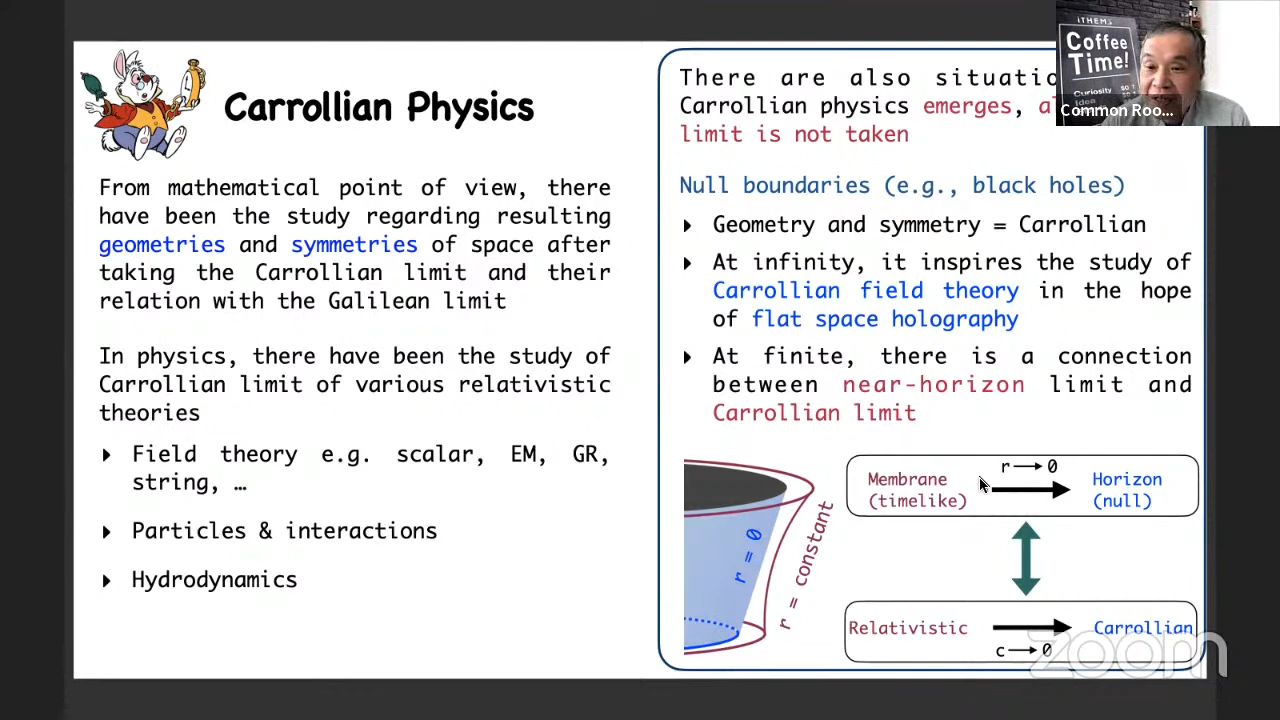 Carrollian Physics
From mathematical point of view, there
have been the study regarding resulting
geometries and symmetries of space after
taking the Carrollian limit and their
relation with the Galilean limit
In physics, there have been the study of
Carrollian limit of various relativistic
theories
Field theory e.g. scalar, EM, GR,
string, …
Particles & interactions
Hydrodynamics
There are also
Carrollian physics emerges,
limit is not taken
Null boundaries (e.g., black holes)
Geometry and symmetry = Carrollian
At infinity, it inspires the study of
Carrollian field theory in the hope
of flat space holography
At finite, there is a connection
between near-horizon limit and
Carrollian limit
r = 0
r = constant
Membrane
(timelike)
r → 0
Horizon
(null)
Relativistic
c → 0
Carrollian
iTHEMS
Coffee
Time!
Curiosity
Common Roo...
zoom